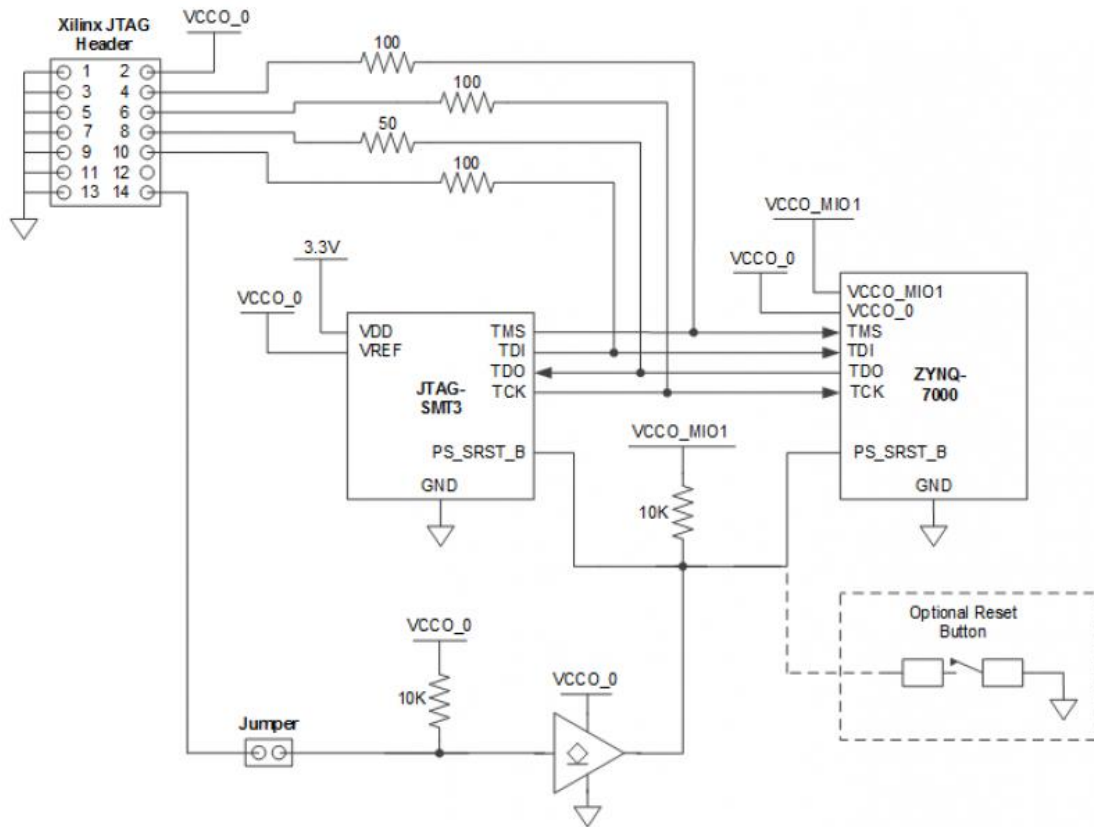 Xilinx JTAG
Header
VCCO_0
1 2
3 4
5 6
7 8
9 10
11 12
13 14
100
100
50
100
VCCO_MIO1
VCCO_0
3.3V
VCCO_0
VDD
VREF
TMS
TDI
TDO
TCK
JTAG-
SMT3
PS_SRST_B
GND
VCCO_MIO1
VCCO_0
TMS
TDI
TDO
TCK
ZYNQ-
7000
PS_SRST_B
GND
VCCO_MIO1
10K
Optional Reset
Button
VCCO_0
10K
VCCO_0
Jumper